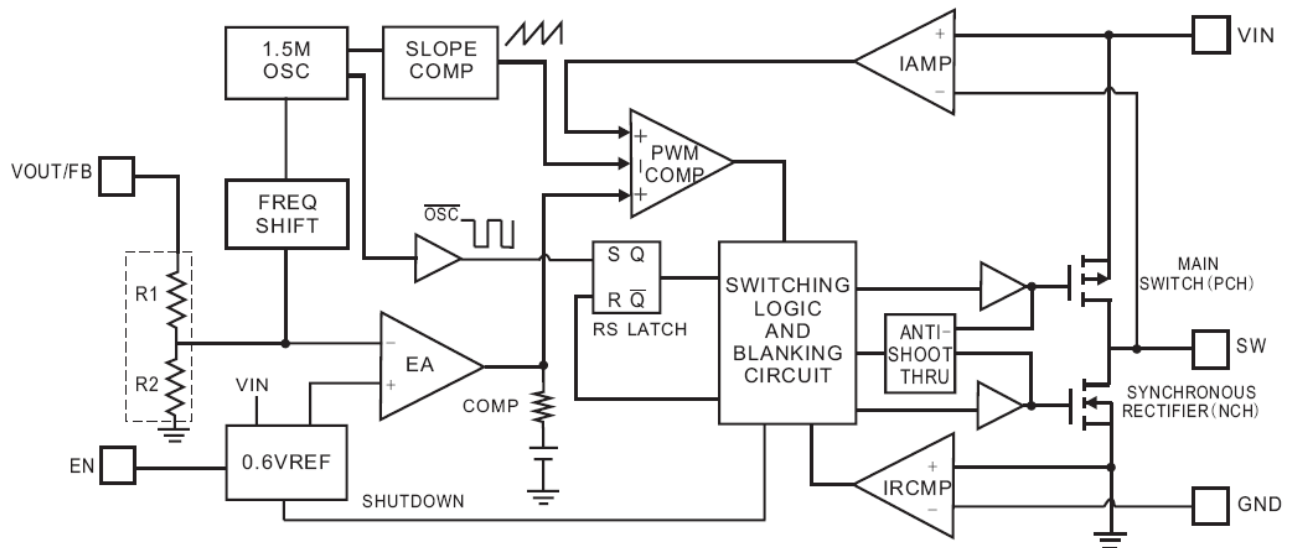 1.5M
OSC
SLOPE
COMP
IAMP
+
−
VIN
VOUT/FB
FREQ
SHIFT
+
−
+
PWM
COMP
OSC
R1
R2
S Q
R Q
RS LATCH
SWITCHING
LOGIC
AND
BLANKING
CIRCUIT
MAIN
SWITCH(PCH)
ANTI-
SHOOT
THRU
SW
−
EA
+
SYNCHRONOUS
RECTIFIER(NCH)
VIN
COMP
EN
0.6VREF
SHUTDOWN
+
IRCMP
−
GND